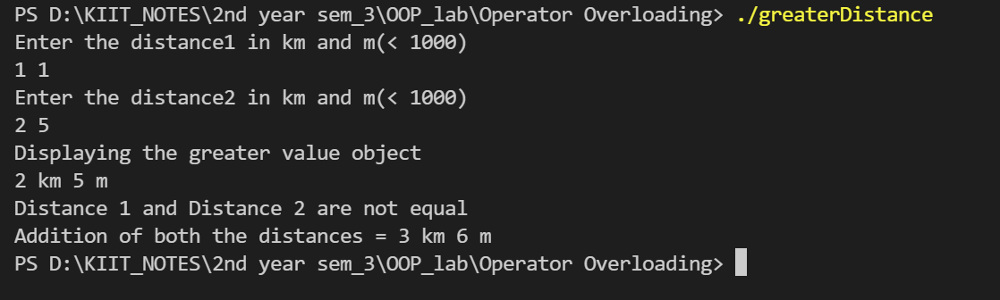 PS D:\KIIT_NOTES\2nd year sem_3\OOP_lab\Operator Overloading> ./greaterDistance
Enter the distance1 in km and m(< 1000)
1 1
Enter the distance2 in km and m(< 1000)
2 5
Displaying the greater value object
2 km 5 m
Distance 1 and Distance 2 are not equal
Addition of both the distances = 3 km 6 m
PS D:\KIIT_NOTES\2nd year sem_3\OOP_lab\Operator Overloading>